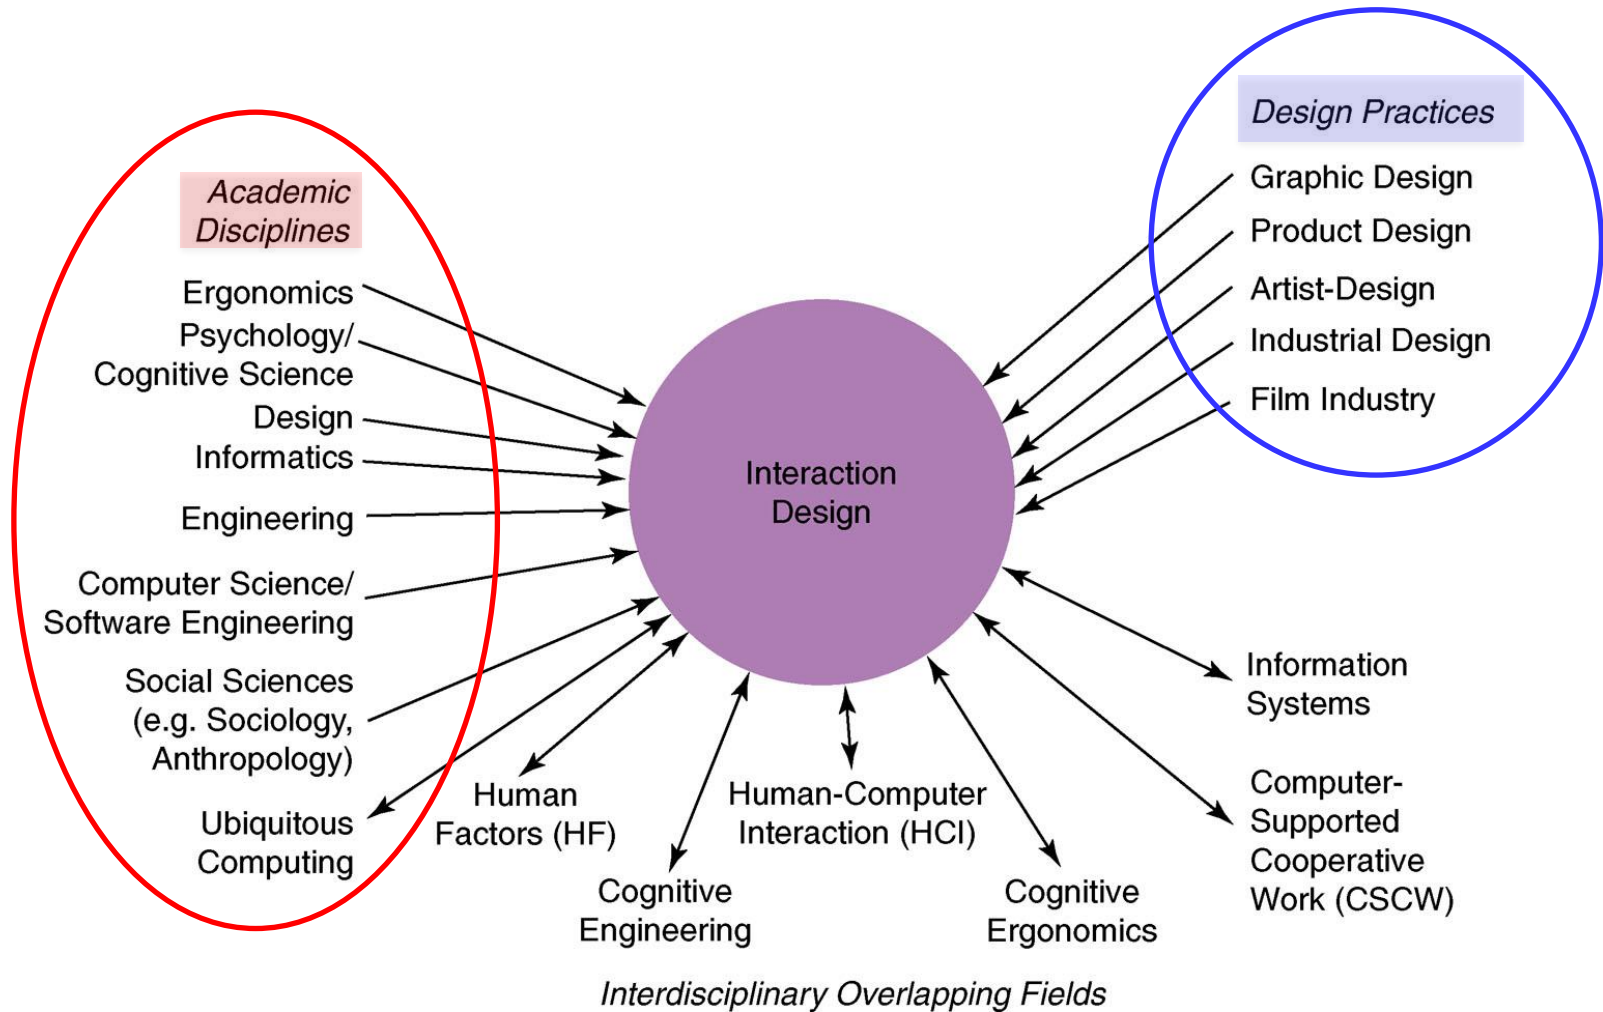 Academic
Disciplines
Ergonomics
Psychology/
Cognitive Science
Design
Informatics
Engineering
Computer Science/
Software Engineering
Social Sciences
(e.g. Sociology,
Anthropology)
Ubiquitous
Computing
Interaction
Design
Design Practices
Graphic Design
Product Design
Artist-Design
Industrial Design
Film Industry
Human
Factors (HF)
Cognitive
Engineering
Human-Computer
Interaction (HCI)
Cognitive
Ergonomics
Information
Systems
Computer-
Supported
Cooperative
Work (CSCW)
Interdisciplinary Overlapping Fields